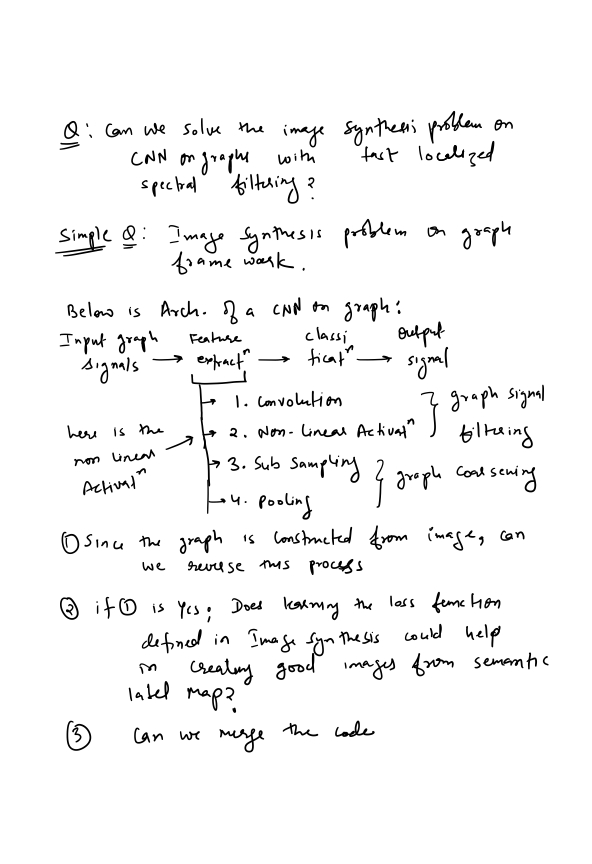 Q: Can we solve the image synthesis problem on
CNN on graphs with fast localized
spectral filtering?
Simple Q: Image synthesis problem on graph
frame work.
Below is Arch. of a CNN on graph:
Input graph signals → Feature extractⁿ → classi ficatⁿ → output signal
1. Convolution
2. Non-Linear Activatⁿ
graph signal
filtering
here is the
non linear
Activatⁿ
3. Sub Sampling
4. pooling
graph coarsening
① Since the graph is constructed from image, can
we reverse this process
② if ① is yes; Does learning the loss function
defined in Image synthesis could help
in creating good images from semantic
label map?
③ Can we merge the code